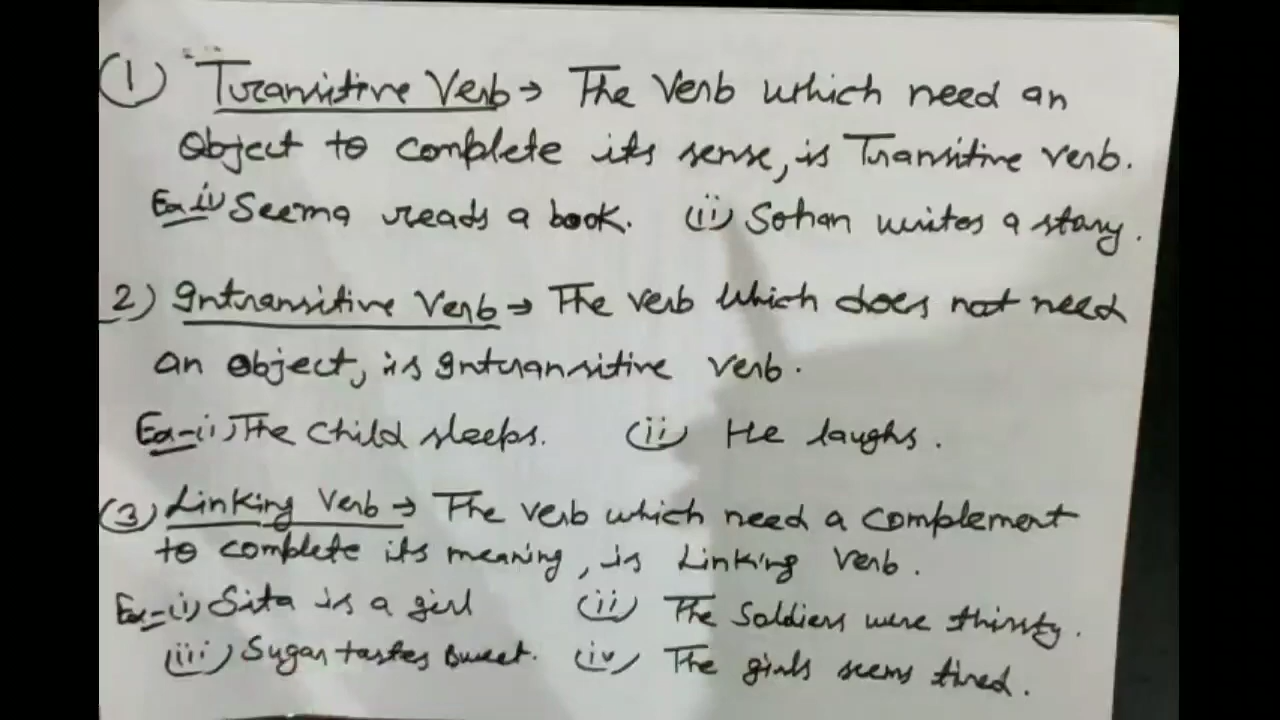 (1) Transitive Verb → The Verb which need an
object to complete its sense, is Transitive verb.
Ex-i) Seema reads a book. (ii) Sohan writes a story.
2) Intransitive Verb → The verb which does not need
an object, is Intransitive verb.
Ex-(i) The child sleeps. (ii) He laughs.
(3) Linking Verb → The verb which need a complement
to complete its meaning, is Linking Verb.
Ex-(i) Sita is a girl (ii) The Soldiers were thirsty.
(iii) Sugar tastes sweet. (iv) The girls seems tired.